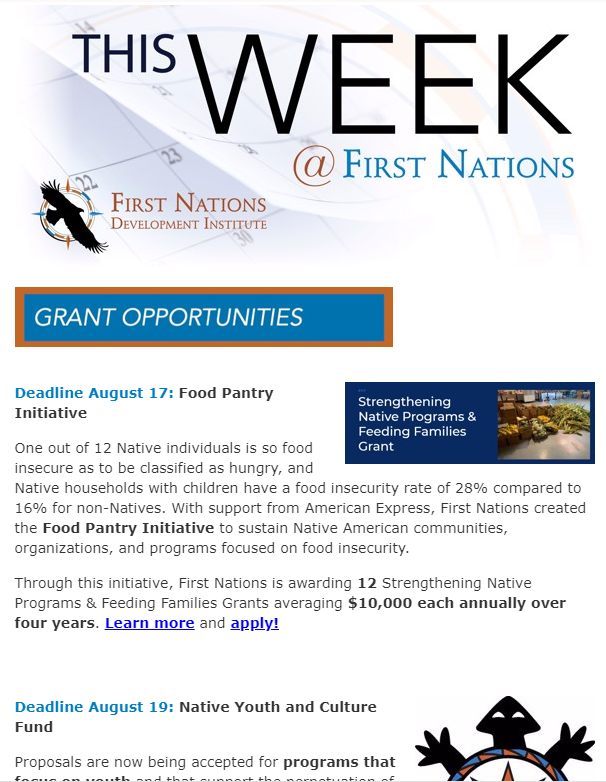 THIS WEEK
@ FIRST NATIONS
22
23
30
FIRST NATIONS
DEVELOPMENT INSTITUTE
GRANT OPPORTUNITIES
Deadline August 17: Food Pantry
Initiative
Strengthening
Native Programs &
Feeding Families
Grant
One out of 12 Native individuals is so food
insecure as to be classified as hungry, and
Native households with children have a food insecurity rate of 28% compared to
16% for non-Natives. With support from American Express, First Nations created
the Food Pantry Initiative to sustain Native American communities,
organizations, and programs focused on food insecurity.
Through this initiative, First Nations is awarding 12 Strengthening Native
Programs & Feeding Families Grants averaging $10,000 each annually over
four years. Learn more and apply!
Deadline August 19: Native Youth and Culture
Fund
Proposals are now being accepted for programs that
focus on youth and that support the perpetuation of